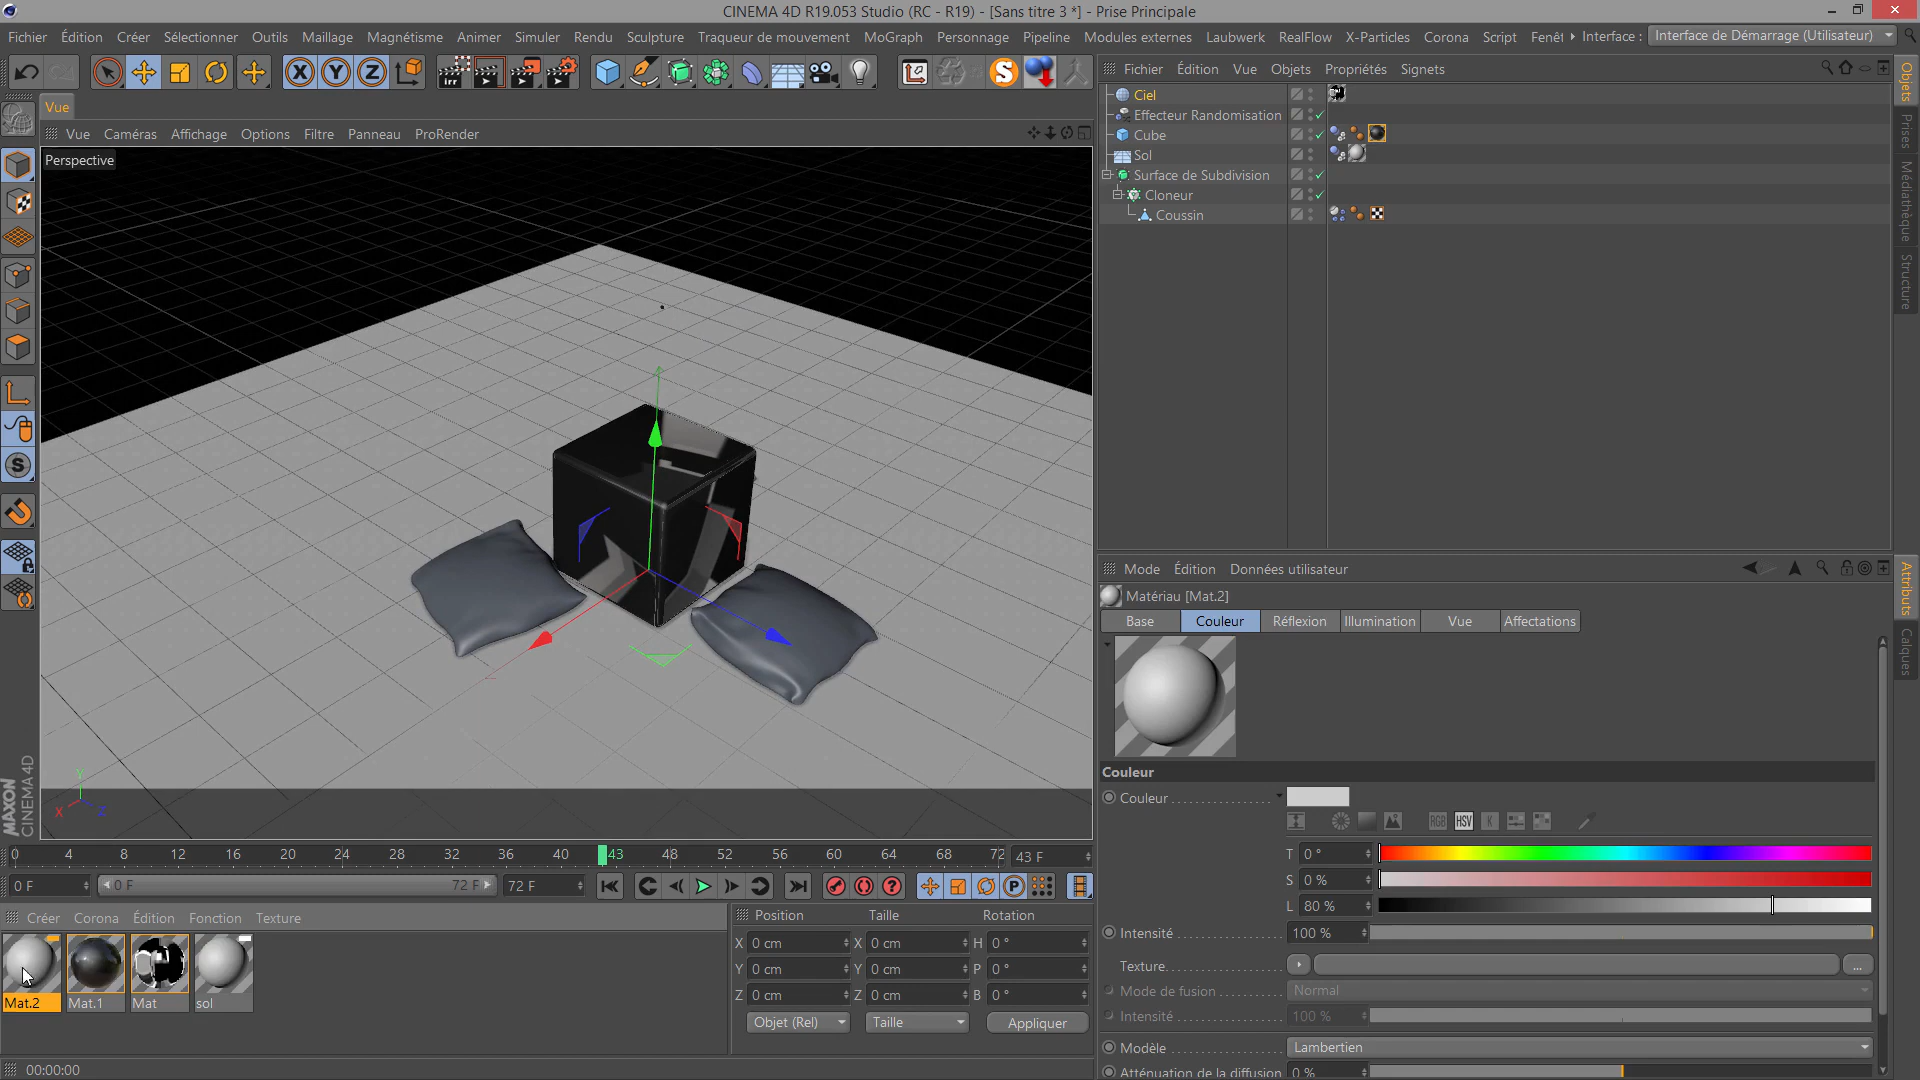 CINEMA 4D R19.053 Studio (RC - R19) - [Sans titre 3 *] - Prise Principale
Fichier Édition Créer Sélectionner Outils Maillage Magnétisme Animer Simuler Rendu Sculpture Traqueur de mouvement MoGraph Personnage Pipeline Modules externes Laubwerk RealFlow X-Particles Corona Script Fenêt Interface : Interface de Démarrage (Utilisateur)
X Y Z
Fichier Édition Vue Objets Propriétés Signets
Vue
Vue Caméras Affichage Options Filtre Panneau ProRender
Perspective
Ciel
Effecteur Randomisation
Cube
Sol
Surface de Subdivision
Cloneur
Coussin
Objets
Prises
Médiathèque
Structure
Mode Édition Données utilisateur
Matériau [Mat.2]
Base Couleur Réflexion Illumination Vue Affectations
Couleur
Couleur
RGB HSV K
T 0 °
S 0 %
L 80 %
Intensité 100 %
Texture ...
Mode de fusion Normal
Intensité 100 %
Modèle Lambertien
Atténuation de la diffusion 0 %
Attributs
Calques
Y
X Z
MAXON
CINEMA 4D
0 4 8 12 16 20 24 28 32 36 40 43 48 52 56 60 64 68 72 43 F
0 F 0 F 72 F 72 F
Créer Corona Édition Fonction Texture
Mat.2 Mat.1 Mat sol
Position Taille Rotation
X 0 cm X 0 cm H 0 °
Y 0 cm Y 0 cm P 0 °
Z 0 cm Z 0 cm B 0 °
Objet (Rel) Taille Appliquer
00:00:00